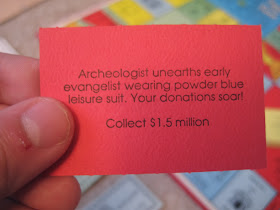 Archeologist unearths early
evangelist wearing powder blue
leisure suit. Your donations soar!
Collect $1.5 million